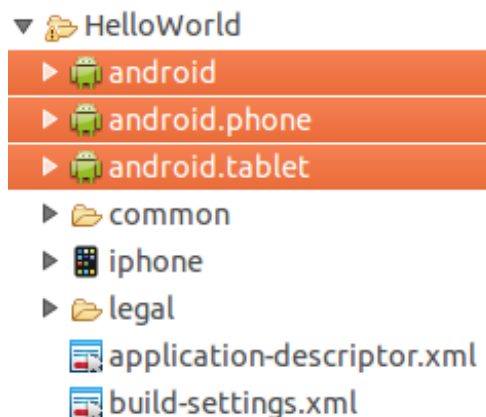 HelloWorld
android
android.phone
android.tablet
common
iphone
legal
application-descriptor.xml
build-settings.xml